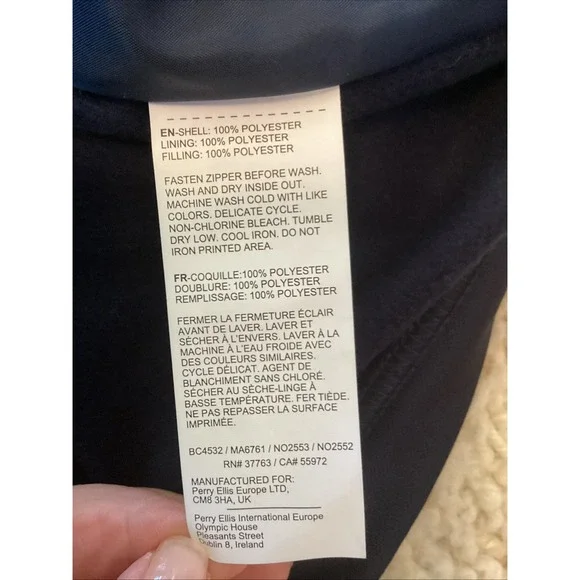 EN-SHELL: 100% POLYESTER
LINING: 100% POLYESTER
FILLING: 100% POLYESTER
FASTEN ZIPPER BEFORE WASH.
WASH AND DRY INSIDE OUT.
MACHINE WASH COLD WITH LIKE
COLORS. DELICATE CYCLE.
NON-CHLORINE BLEACH. TUMBLE
DRY LOW. COOL IRON. DO NOT
IRON PRINTED AREA.
FR-COQUILLE:100% POLYESTER
DOUBLURE: 100% POLYESTER
REMPLISSAGE: 100% POLYESTER
FERMER LA FERMETURE ÉCLAIR
AVANT DE LAVER. LAVER ET
SÉCHER À L'ENVERS. LAVER À LA
MACHINE À L'EAU FROIDE AVEC
DES COULEURS SIMILAIRES.
CYCLE DÉLICAT. AGENT DE
BLANCHIMENT SANS CHLORÉ.
SÉCHER AU SÈCHE-LINGE À
BASSE TEMPÉRATURE. FER TIÈDE.
NE PAS REPASSER LA SURFACE
IMPRIMÉE.
BC4532 / MA6761 / NO2553 / NO2552
RN# 37763 / CA# 55972
MANUFACTURED FOR:
Perry Ellis Europe LTD,
CM8 3HA, UK
Perry Ellis International Europe
Olympic House
Pleasants Street
Dublin 8, Ireland